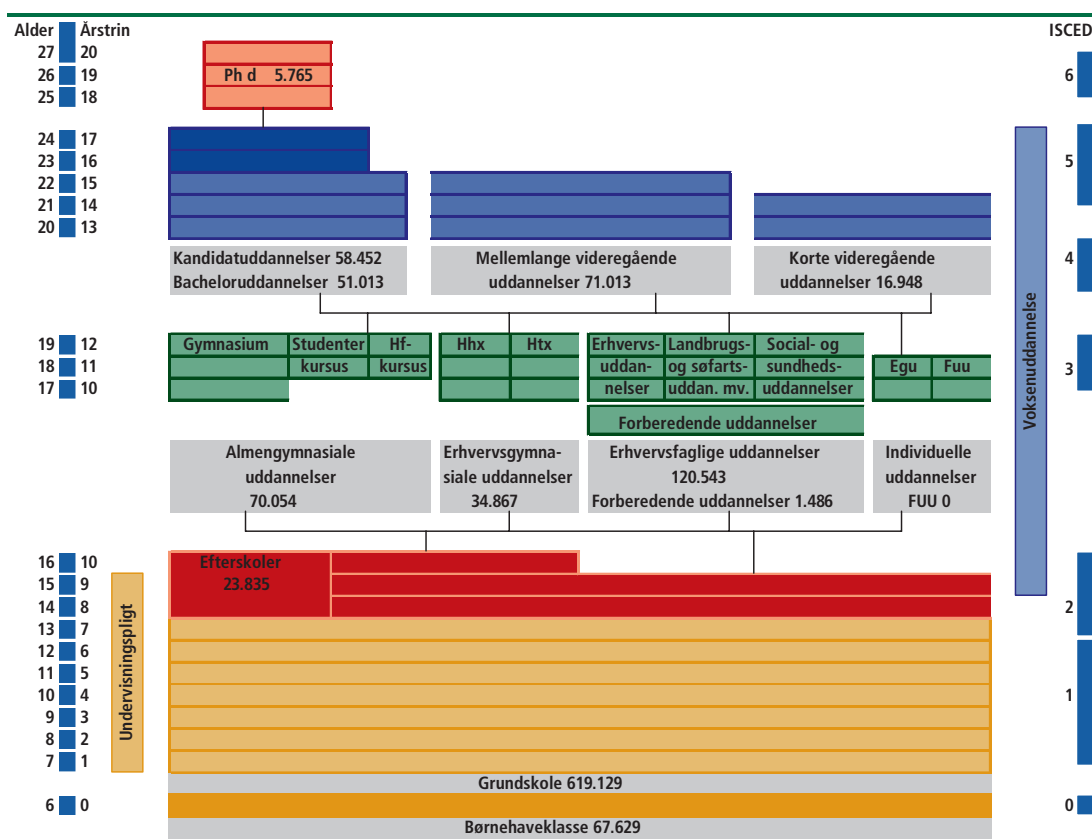 Alder Årstrin ISCED
27 20
26 19 Ph d 5.765 6
25 18
24 17
23 16 5
22 15
21 14
20 13
Kandidatuddannelser 58.452
Bacheloruddannelser 51.013
Mellemlange videregående
uddannelser 71.013
Korte videregående
uddannelser 16.948
4
Voksenuddannelse
19 12
18 11
17 10
Gymnasium
Studenter
kursus
Hf-
kursus
Hhx
Htx
Erhvervs-
uddan-
nelser
Landbrugs-
og søfarts-
uddan. mv.
Social- og
sundheds-
uddannelser
Egu
Fuu
3
Forberedende uddannelser
Almengymnasiale
uddannelser
70.054
Erhvervsgymna-
siale uddannelser
34.867
Erhvervsfaglige uddannelser
120.543
Forberedende uddannelser 1.486
Individuelle
uddannelser
FUU 0
16 10
15 9
14 8
13 7
12 6
11 5
10 4
9 3
8 2
7 1
Undervisningspligt
Efterskoler
23.835
2
1
Grundskole 619.129
6 0 0
Børnehaveklasse 67.629